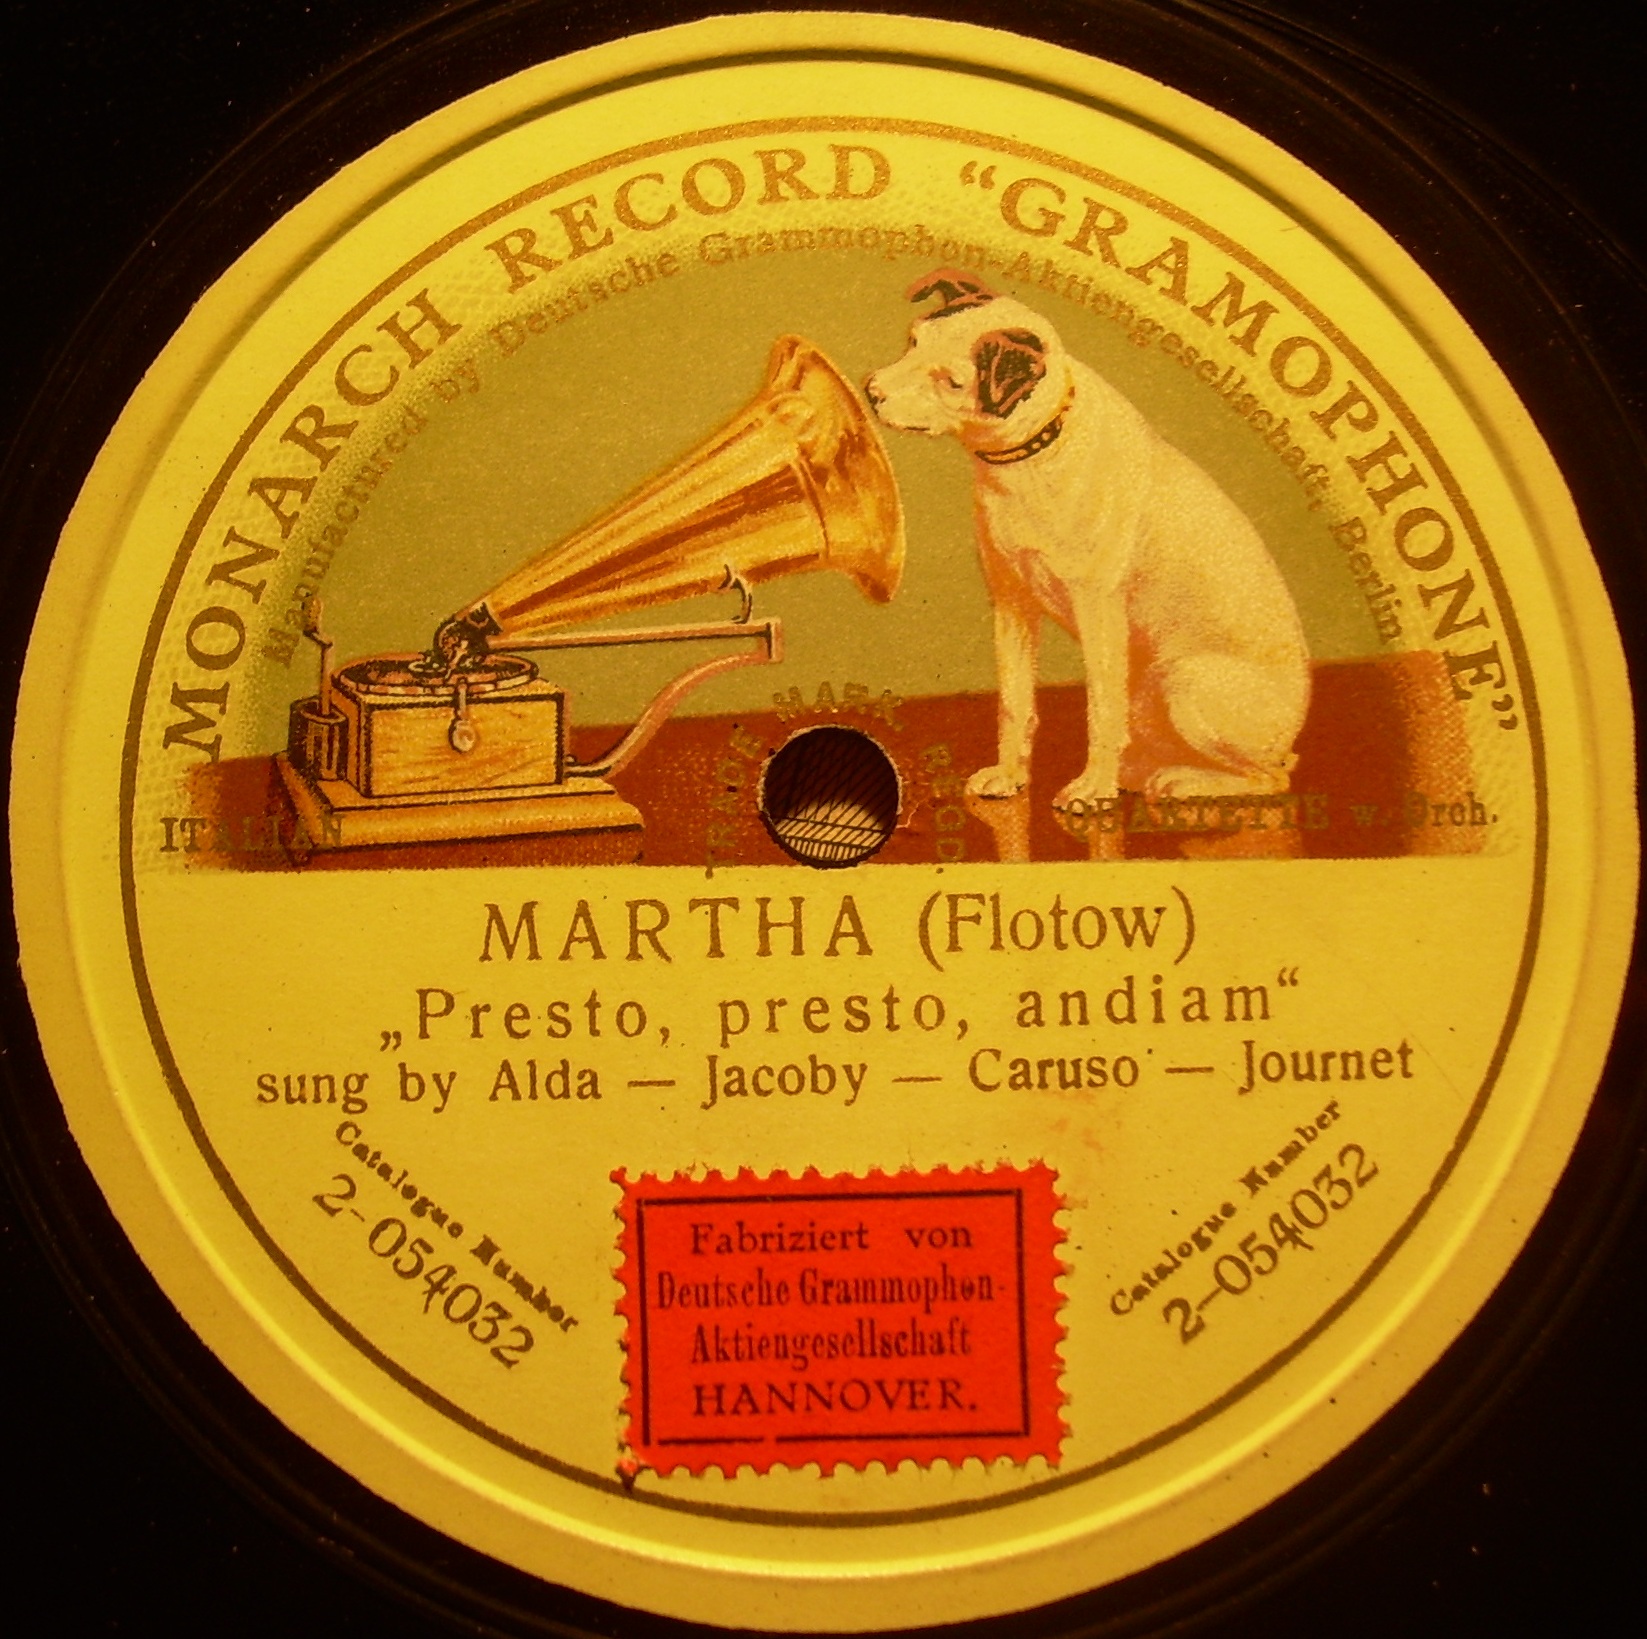 MONARCH RECORD “GRAMOPHONE”
Manufactured by Deutsche Grammophon-Aktiengesellschaft, Berlin
TRADE MARK REGD.
ITALIAN
QUARTETTE w. Orch.
MARTHA (Flotow)
„Presto, presto, andiam“
sung by Alda — Jacoby — Caruso — Journet
Catalogue Number
2-054032
Catalogue Number
2-054032
Fabriziert von
Deutsche Grammophon-
Aktiengesellschaft
HANNOVER.